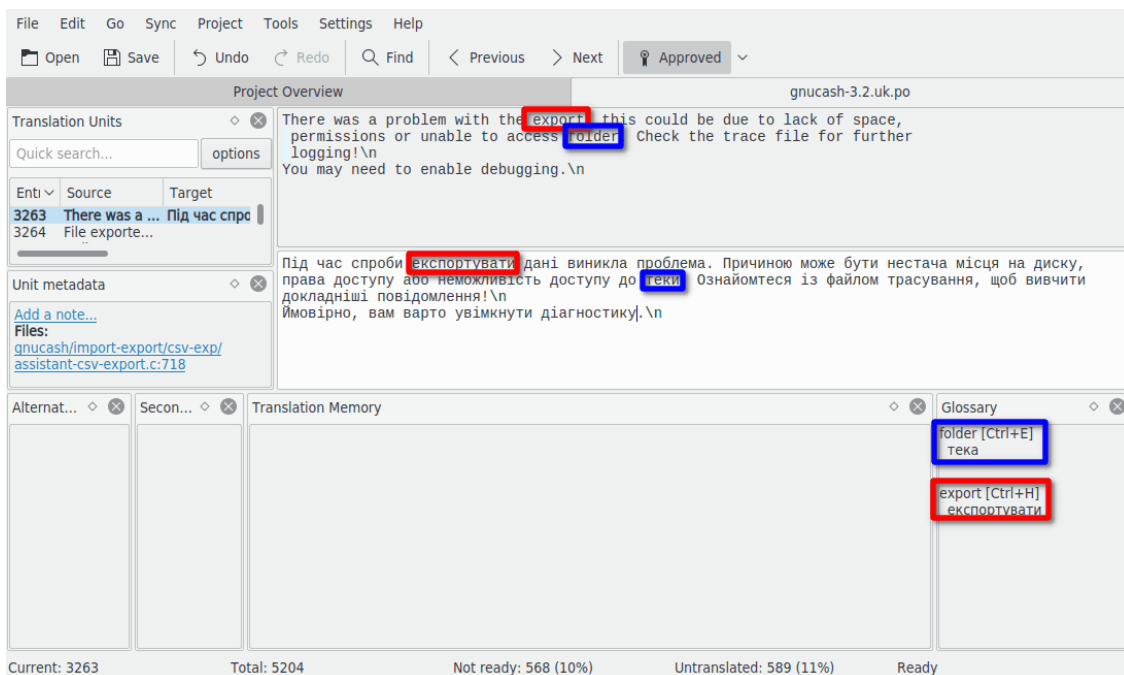 File Edit Go Sync Project Tools Settings Help
Open Save Undo Redo Find Previous Next Approved
Project Overview gnucash-3.2.uk.po
Translation Units
Quick search... options
Entı Source Target
3263 There was a ... Під час спро
3264 File exporte...
Unit metadata
Add a note...
Files:
gnucash/import-export/csv-exp/
assistant-csv-export.c:718
There was a problem with the export, this could be due to lack of space,
permissions or unable to access folder. Check the trace file for further
logging!\n
You may need to enable debugging.\n
Під час спроби експортувати дані виникла проблема. Причиною може бути нестача місця на диску,
права доступу або неможливість доступу до теки. Ознайомтеся із файлом трасування, щоб вивчити
докладніші повідомлення!\n
Ймовірно, вам варто увімкнути діагностику.\n
Alternat... Secon... Translation Memory Glossary
folder [Ctrl+E]
тека
export [Ctrl+H]
експортувати
Current: 3263 Total: 5204 Not ready: 568 (10%) Untranslated: 589 (11%) Ready